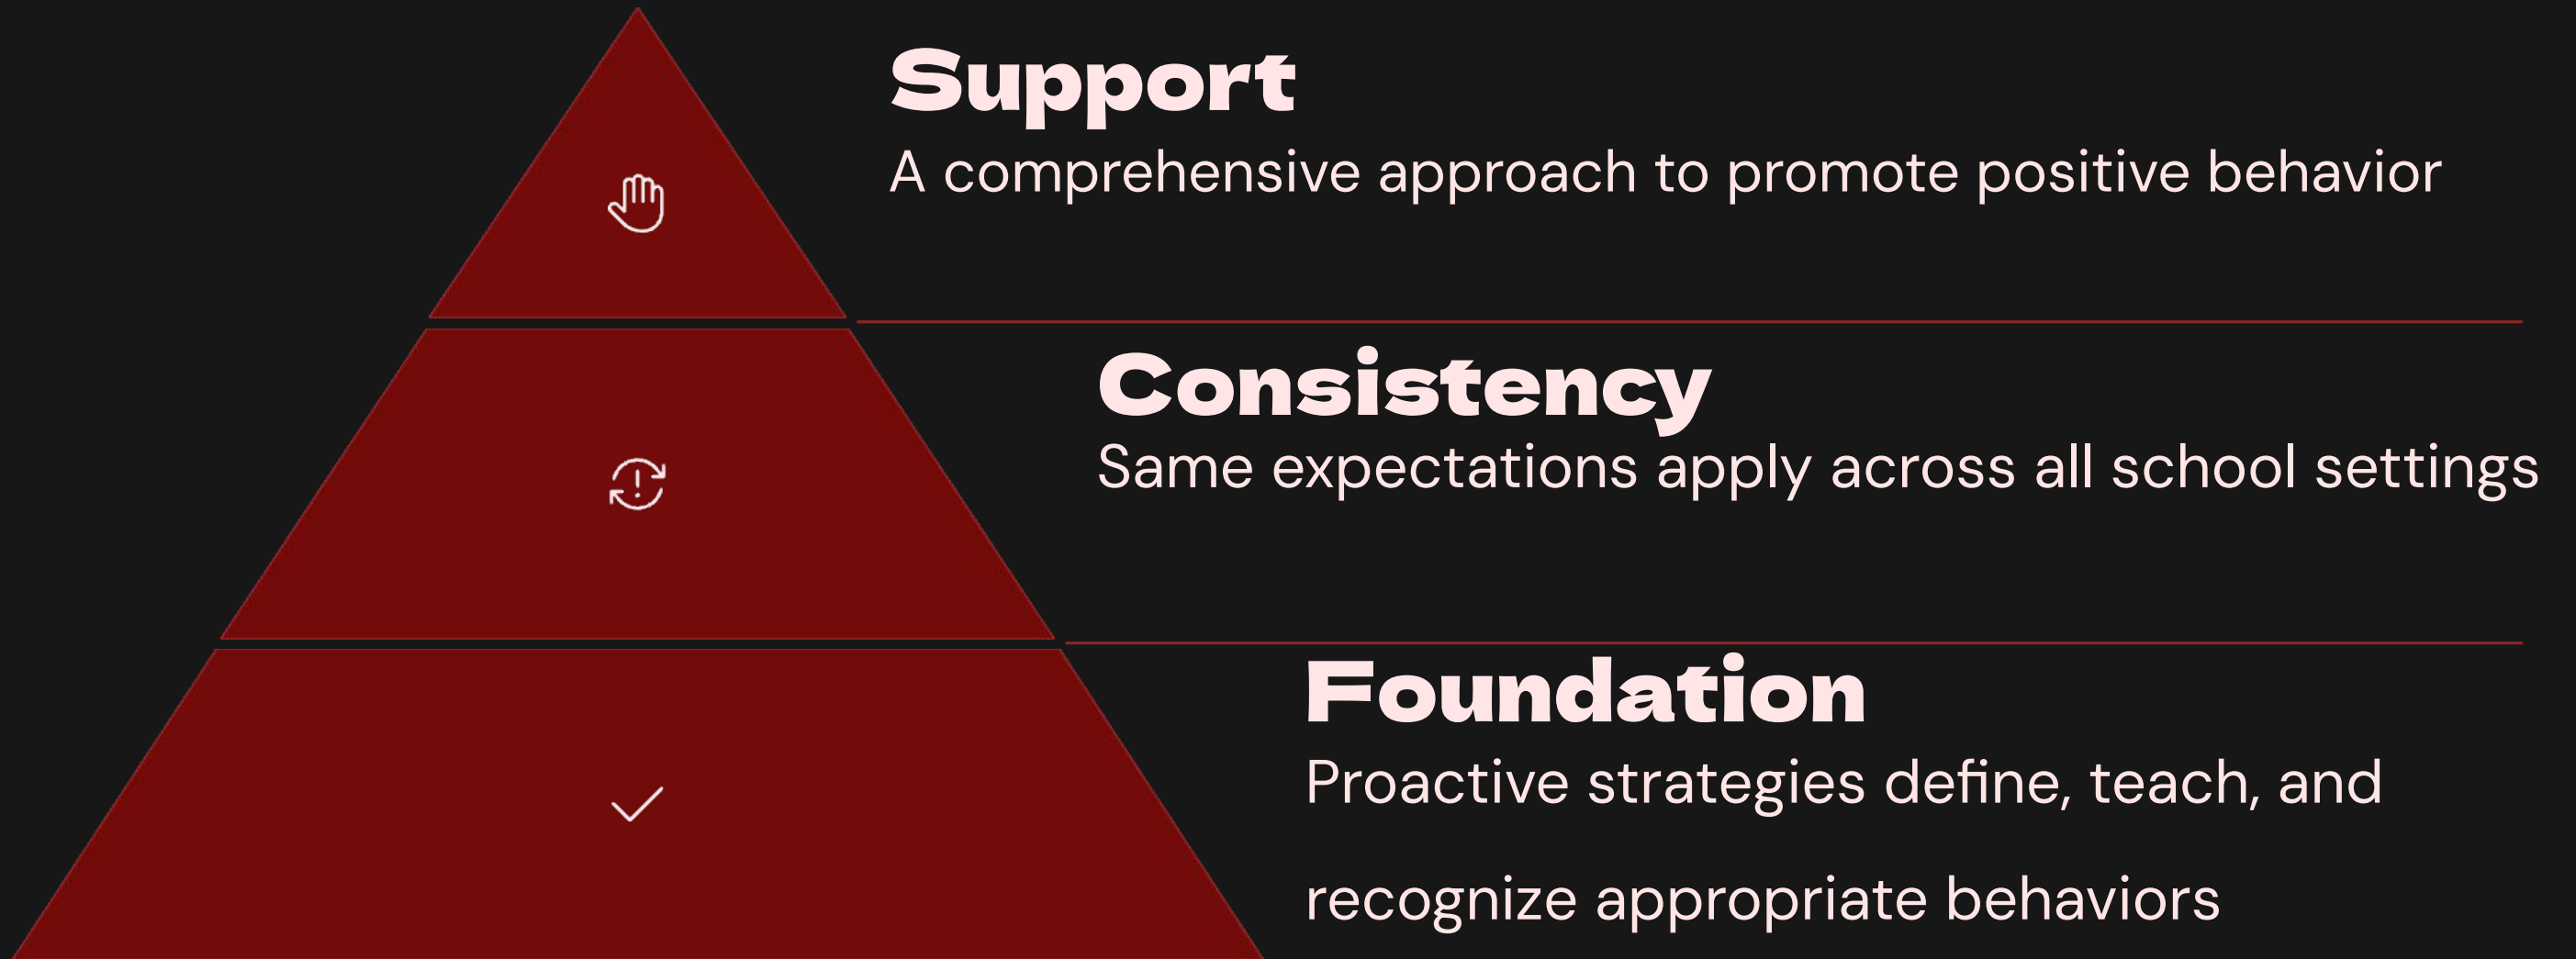 Support
A comprehensive approach to promote positive behavior
Consistency
Same expectations apply across all school settings
Foundation
Proactive strategies define, teach, and
recognize appropriate behaviors